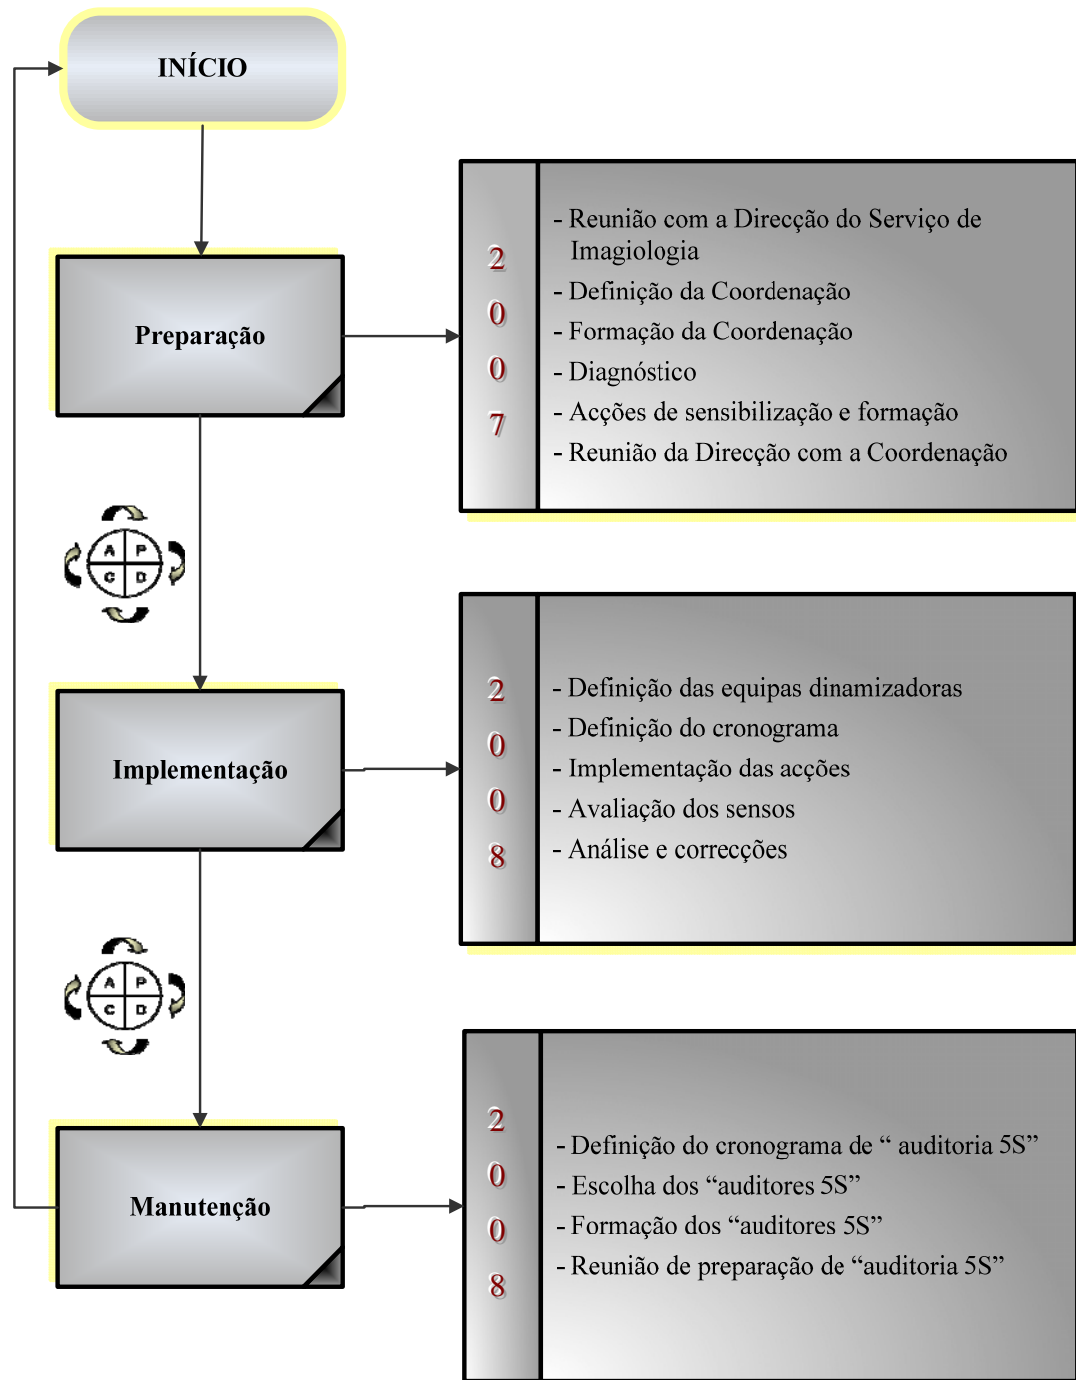 INÍCIO
Preparação
2
0
0
7
- Reunião com a Direcção do Serviço de
Imagiologia
- Definição da Coordenação
- Formação da Coordenação
- Diagnóstico
- Acções de sensibilização e formação
- Reunião da Direcção com a Coordenação
A P
C D
Implementação
2
0
0
8
- Definição das equipas dinamizadoras
- Definição do cronograma
- Implementação das acções
- Avaliação dos sensos
- Análise e correcções
A P
C D
Manutenção
2
0
0
8
- Definição do cronograma de “ auditoria 5S”
- Escolha dos “auditores 5S”
- Formação dos “auditores 5S”
- Reunião de preparação de “auditoria 5S”